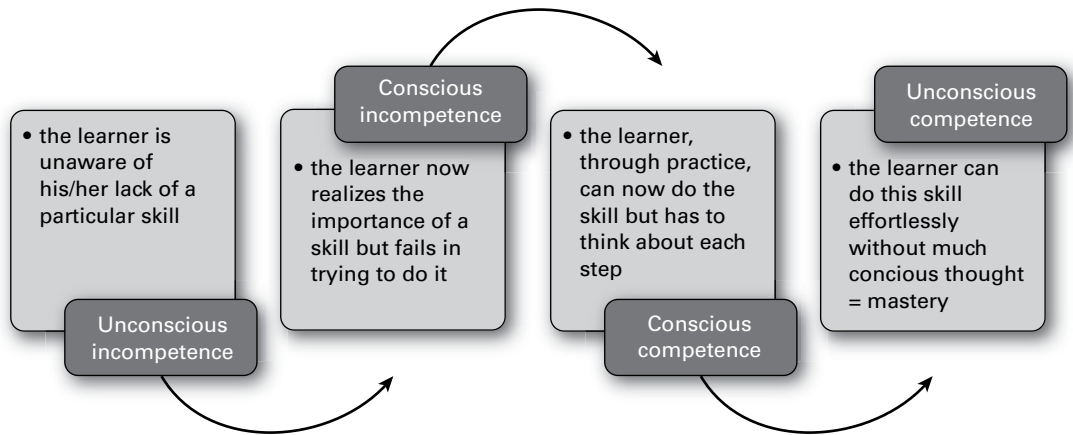 • the learner is
unaware of
his/her lack of a
particular skill
Unconscious
incompetence
Conscious
incompetence
• the learner now
realizes the
importance of a
skill but fails in
trying to do it
• the learner,
through practice,
can now do the
skill but has to
think about each
step
Conscious
competence
Unconscious
competence
• the learner can
do this skill
effortlessly
without much
concious thought
= mastery